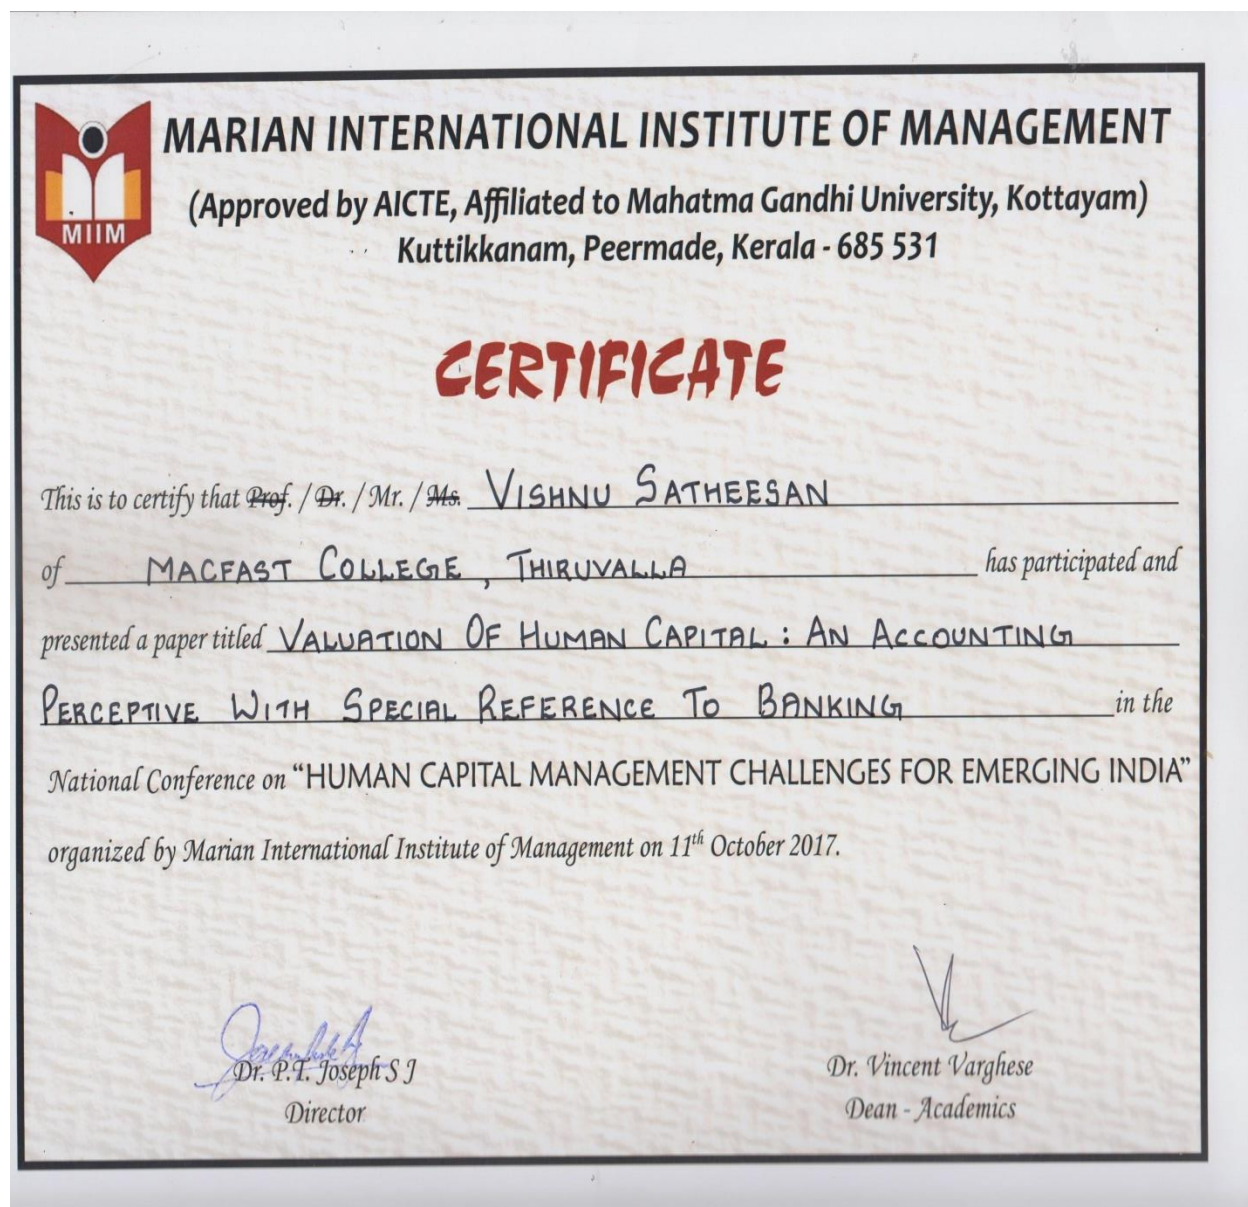 MIIM
MARIAN INTERNATIONAL INSTITUTE OF MANAGEMENT
(Approved by AICTE, Affiliated to Mahatma Gandhi University, Kottayam)
Kuttikkanam, Peermade, Kerala - 685 531
CERTIFICATE
This is to certify that Prof. / Dr. / Mr. / Ms. VISHNU SATHEESAN
of MACFAST COLLEGE, THIRUVALLA has participated and
presented a paper titled VALUATION OF HUMAN CAPITAL : AN ACCOUNTING
PERCEPTIVE WITH SPECIAL REFERENCE TO BANKING in the
National Conference on “HUMAN CAPITAL MANAGEMENT CHALLENGES FOR EMERGING INDIA”
organized by Marian International Institute of Management on 11th October 2017.
Dr. P.T. Joseph S J
Director
Dr. Vincent Varghese
Dean - Academics